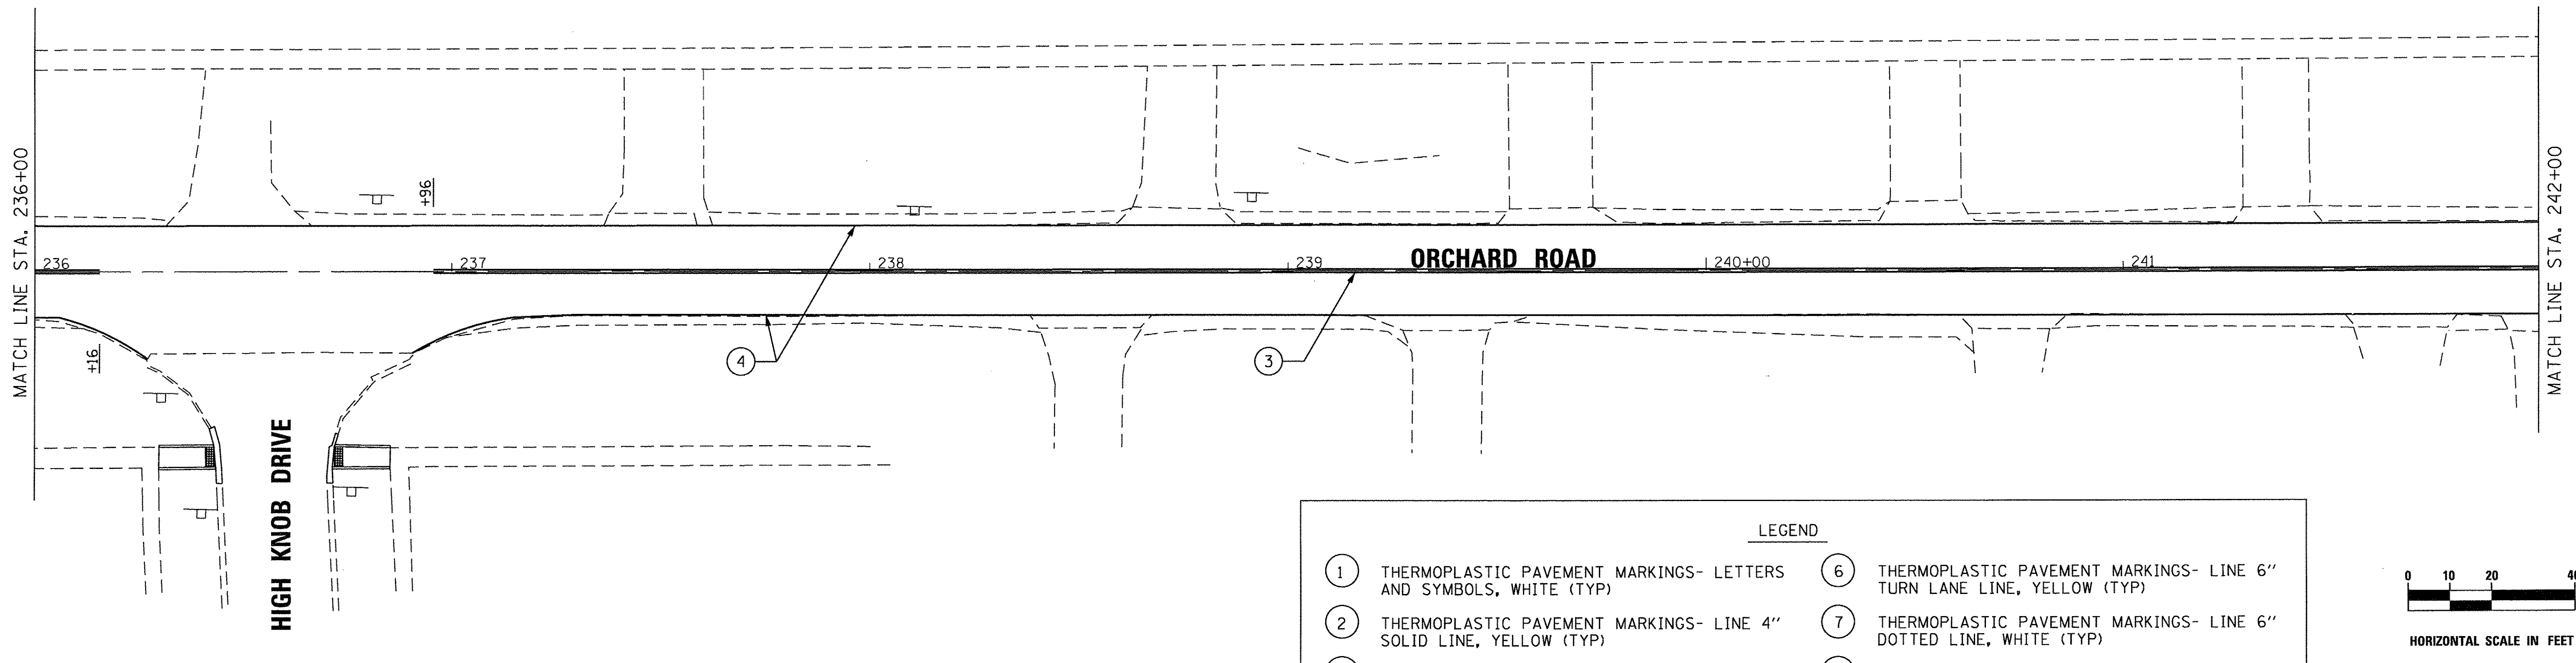 MATCH LINE STA. 236+00
+96
236
237
238
239
ORCHARD ROAD
240+00
241
MATCH LINE STA. 242+00
+16
4
3
HIGH KNOB DRIVE
LEGEND
1 THERMOPLASTIC PAVEMENT MARKINGS- LETTERS
AND SYMBOLS, WHITE (TYP)
2 THERMOPLASTIC PAVEMENT MARKINGS- LINE 4"
SOLID LINE, YELLOW (TYP)
6 THERMOPLASTIC PAVEMENT MARKINGS- LINE 6"
TURN LANE LINE, YELLOW (TYP)
7 THERMOPLASTIC PAVEMENT MARKINGS- LINE 6"
DOTTED LINE, WHITE (TYP)
0 10 20
HORIZONTAL SCALE IN FEET